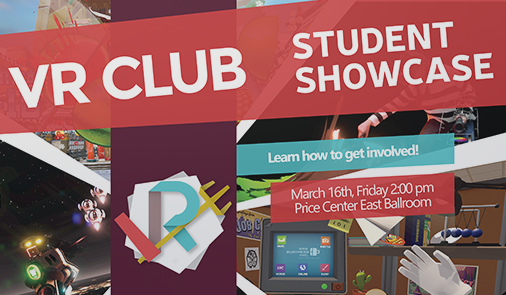 VR CLUB
STUDENT
SHOWCASE
Learn how to get involved!
March 16th, Friday 2:00 pm
Price Center East Ballroom